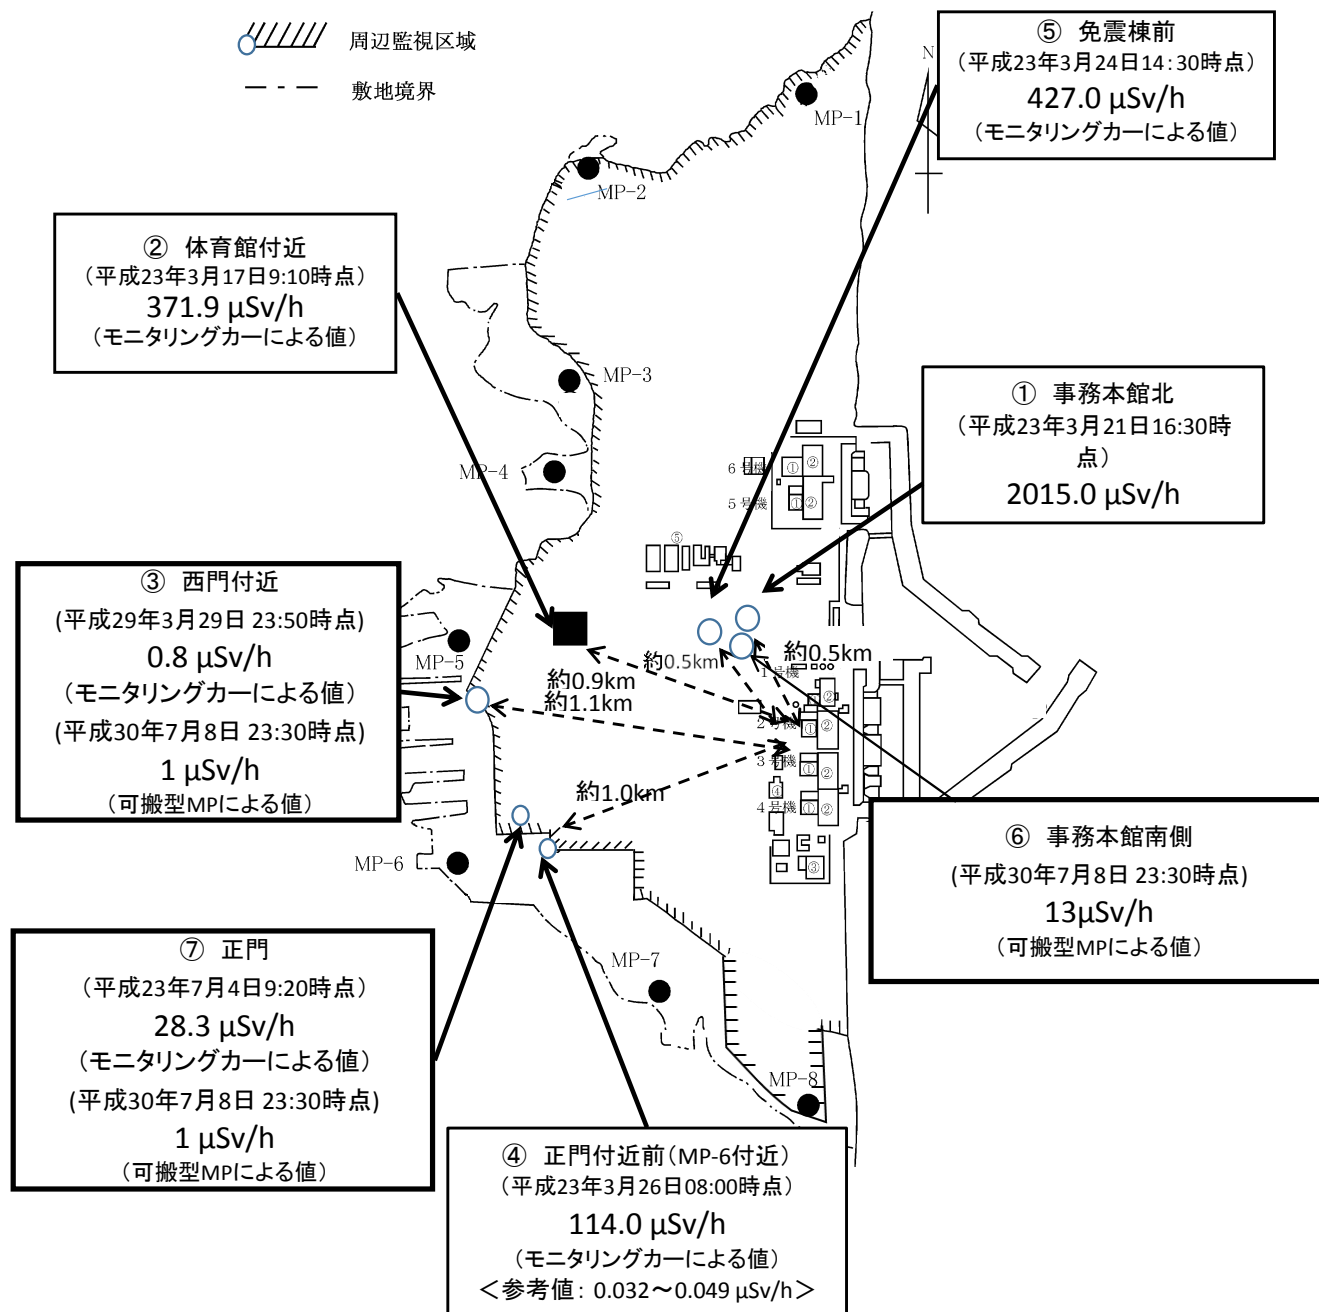 周辺監視区域
敷地境界
⑤ 免震棟前
(平成23年3月24日14:30時点)
427.0 μSv/h
(モニタリングカーによる値)
N
MP-1
MP-2
② 体育館付近
(平成23年3月17日9:10時点)
371.9 μSv/h
(モニタリングカーによる値)
MP-3
① 事務本館北
(平成23年3月21日16:30時
点)
2015.0 μSv/h
MP-4
6号機
① ②
5号機
① ②
⑤
③ 西門付近
(平成29年3月29日 23:50時点)
0.8 μSv/h
(モニタリングカーによる値)
(平成30年7月8日 23:30時点)
1 μSv/h
(可搬型MPによる値)
MP-5
約0.5km
約0.5km
約0.9km
約1.1km
1号機
②
2号機
① ②
3号機
① ②
約1.0km
④
4号機
① ②
③
MP-6
⑥ 事務本館南側
(平成30年7月8日 23:30時点)
13μSv/h
(可搬型MPによる値)
⑦ 正門
(平成23年7月4日9:20時点)
28.3 μSv/h
(モニタリングカーによる値)
(平成30年7月8日 23:30時点)
1 μSv/h
(可搬型MPによる値)
MP-7
MP-8
④ 正門付近前(MP-6付近)
(平成23年3月26日08:00時点)
114.0 μSv/h
(モニタリングカーによる値)
<参考値: 0.032~0.049 μSv/h>